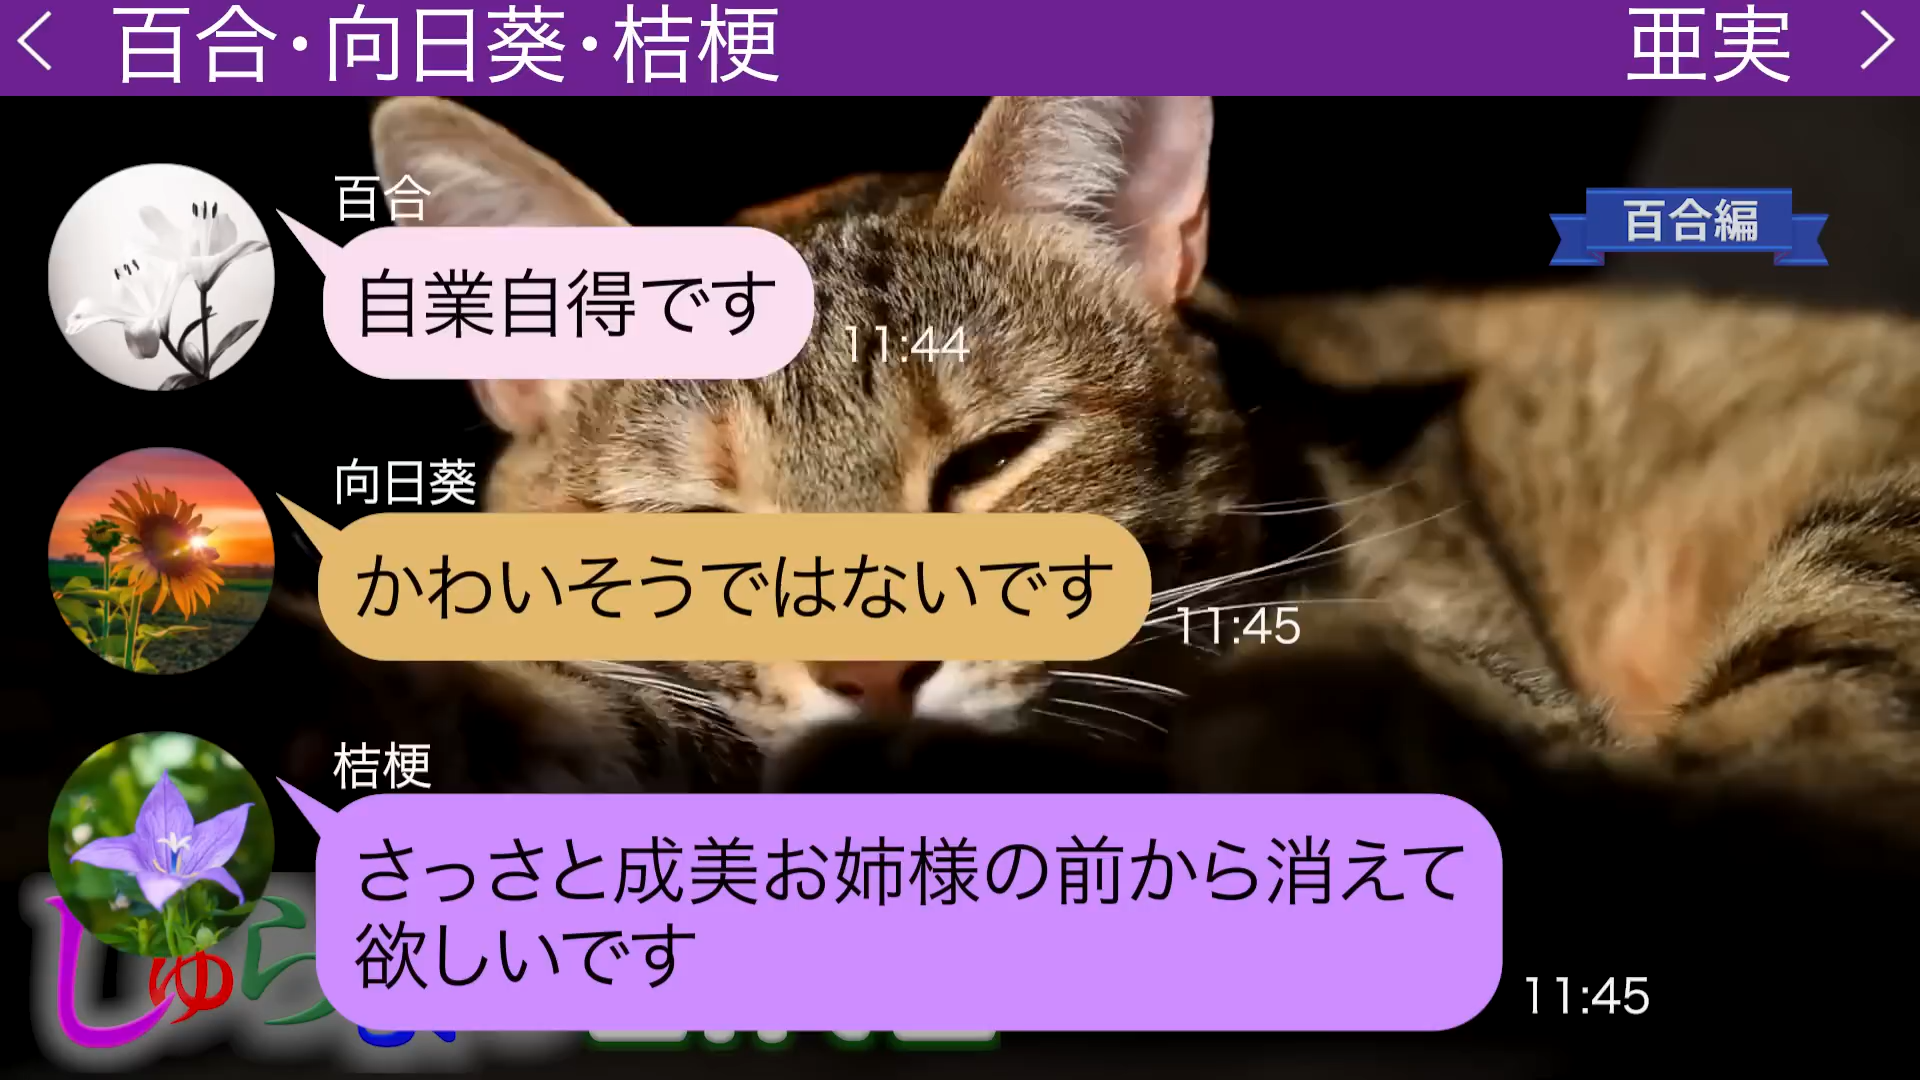 百合・向日葵・桔梗
亜実
百合編
百合
自業自得です
11:44
向日葵
かわいそうではないです
11:45
桔梗
さっさと成美お姉様の前から消えて
欲しいです
11:45
しゅら